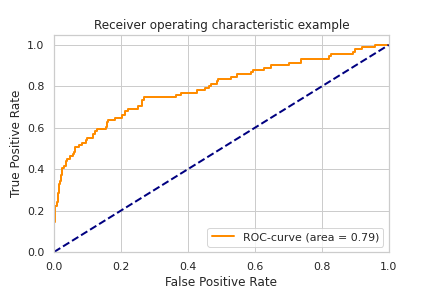 Receiver operating characteristic example
True Positive Rate
1.0
0.8
0.6
0.4
0.2
0.0
ROC-curve (area = 0.79)
0.0 0.2 0.4 0.6 0.8 1.0
False Positive Rate